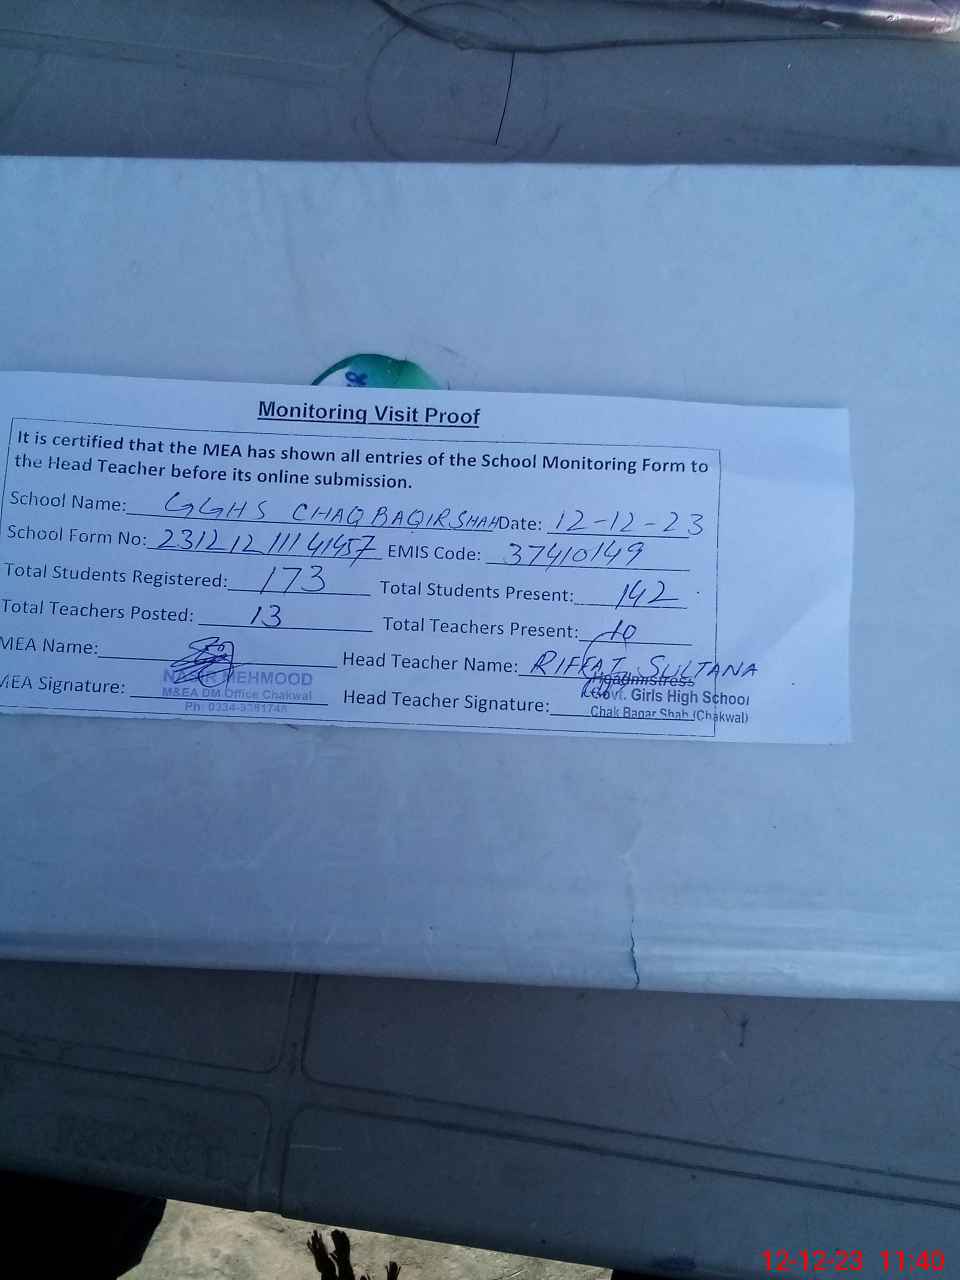 Monitoring Visit Proof
It is certified that the MEA has shown all entries of the School Monitoring Form to
the Head Teacher before its online submission.
School Name: GGHS CHAQ BAQIR SHAH Date: 12-12-23
School Form No: 23121211141457 EMIS Code: 37410149
Total Students Registered: 173 Total Students Present: 142
Total Teachers Posted: 13 Total Teachers Present: 10
MEA Name: Head Teacher Name: RIFFAT SULTANA
MEHMOOD
MEA Signature: Head Teacher Signature:
M&EA DM Office Chakwal
Govt. Girls High School
Chak Baqar Shah (Chakwal)
12-12-23 11:40